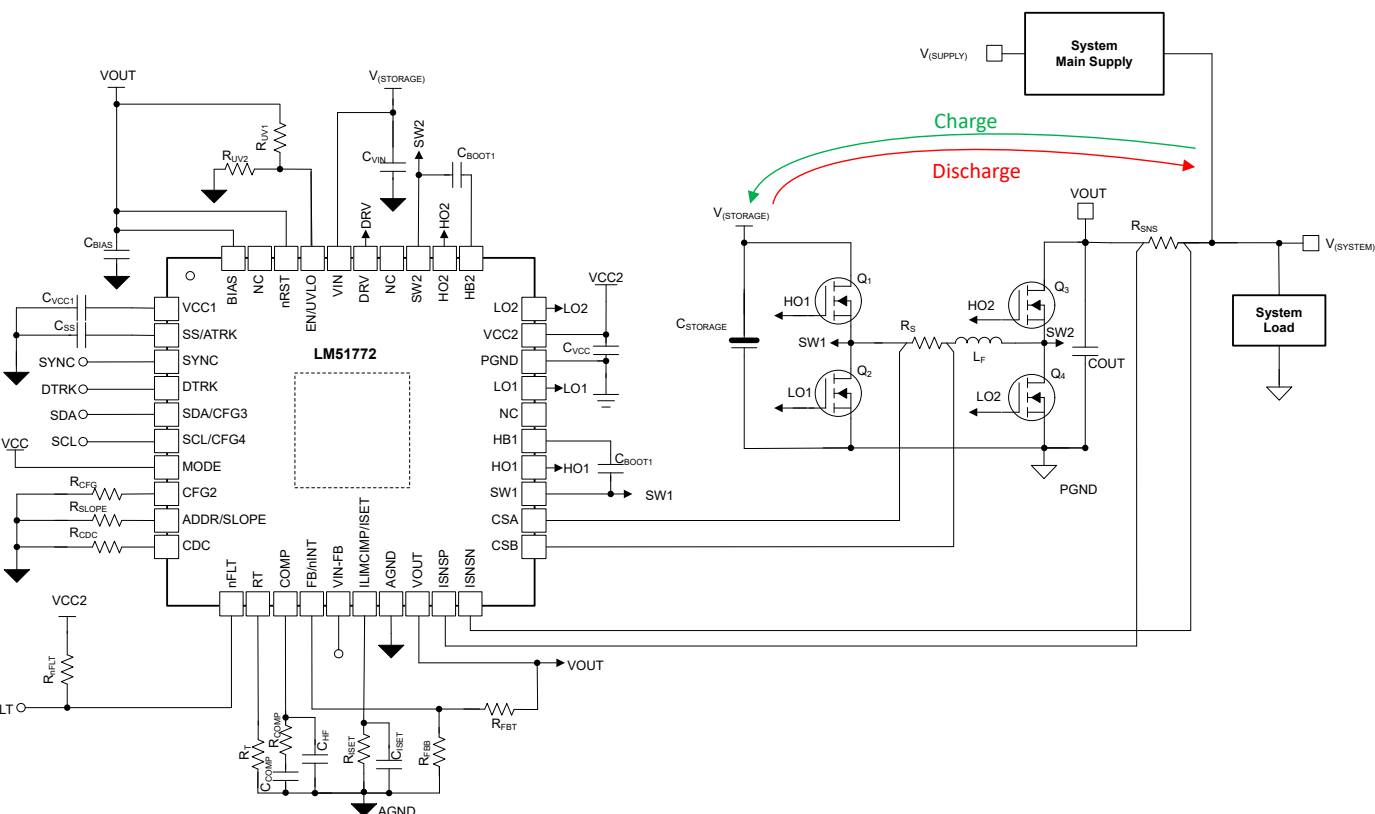 System
Main Supply
V(SUPPLY)
Charge
Discharge
VOUT
V(STORAGE)
RUV1
RUV2
CVIN
SW2
CBOOT1
DRV
HO2
CBIAS
BIAS
NC
nRST
EN/UVLO
VIN
DRV
NC
SW2
HO2
HB2
CVCC1
CSS
SYNC
DTRK
SDA
SCL
VCC
RCFG
RSLOPE
RCDC
VCC1
SS/ATRK
SYNC
DTRK
SDA/CFG3
SCL/CFG4
MODE
CFG2
ADDR/SLOPE
CDC
LM51772
LO2
VCC2
PGND
LO1
NC
HB1
HO1
SW1
CSA
CSB
LO2
VCC2
CVCC
LO1
CBOOT1
HO1
SW1
nFLT
RT
COMP
FB/nINT
VIN-FB
ILIMCIMP/ISET
AGND
VOUT
ISNSP
ISNSN
VCC2
RnFLT
LT
RT
RCOMP
CCOMP
CHF
RISET
CISET
RFBB
RFBT
VOUT
AGND
V(STORAGE)
CSTORAGE
HO1
Q1
SW1
LO1
Q2
RS
LF
HO2
Q3
SW2
LO2
Q4
COUT
PGND
VOUT
RSNS
V(SYSTEM)
System
Load